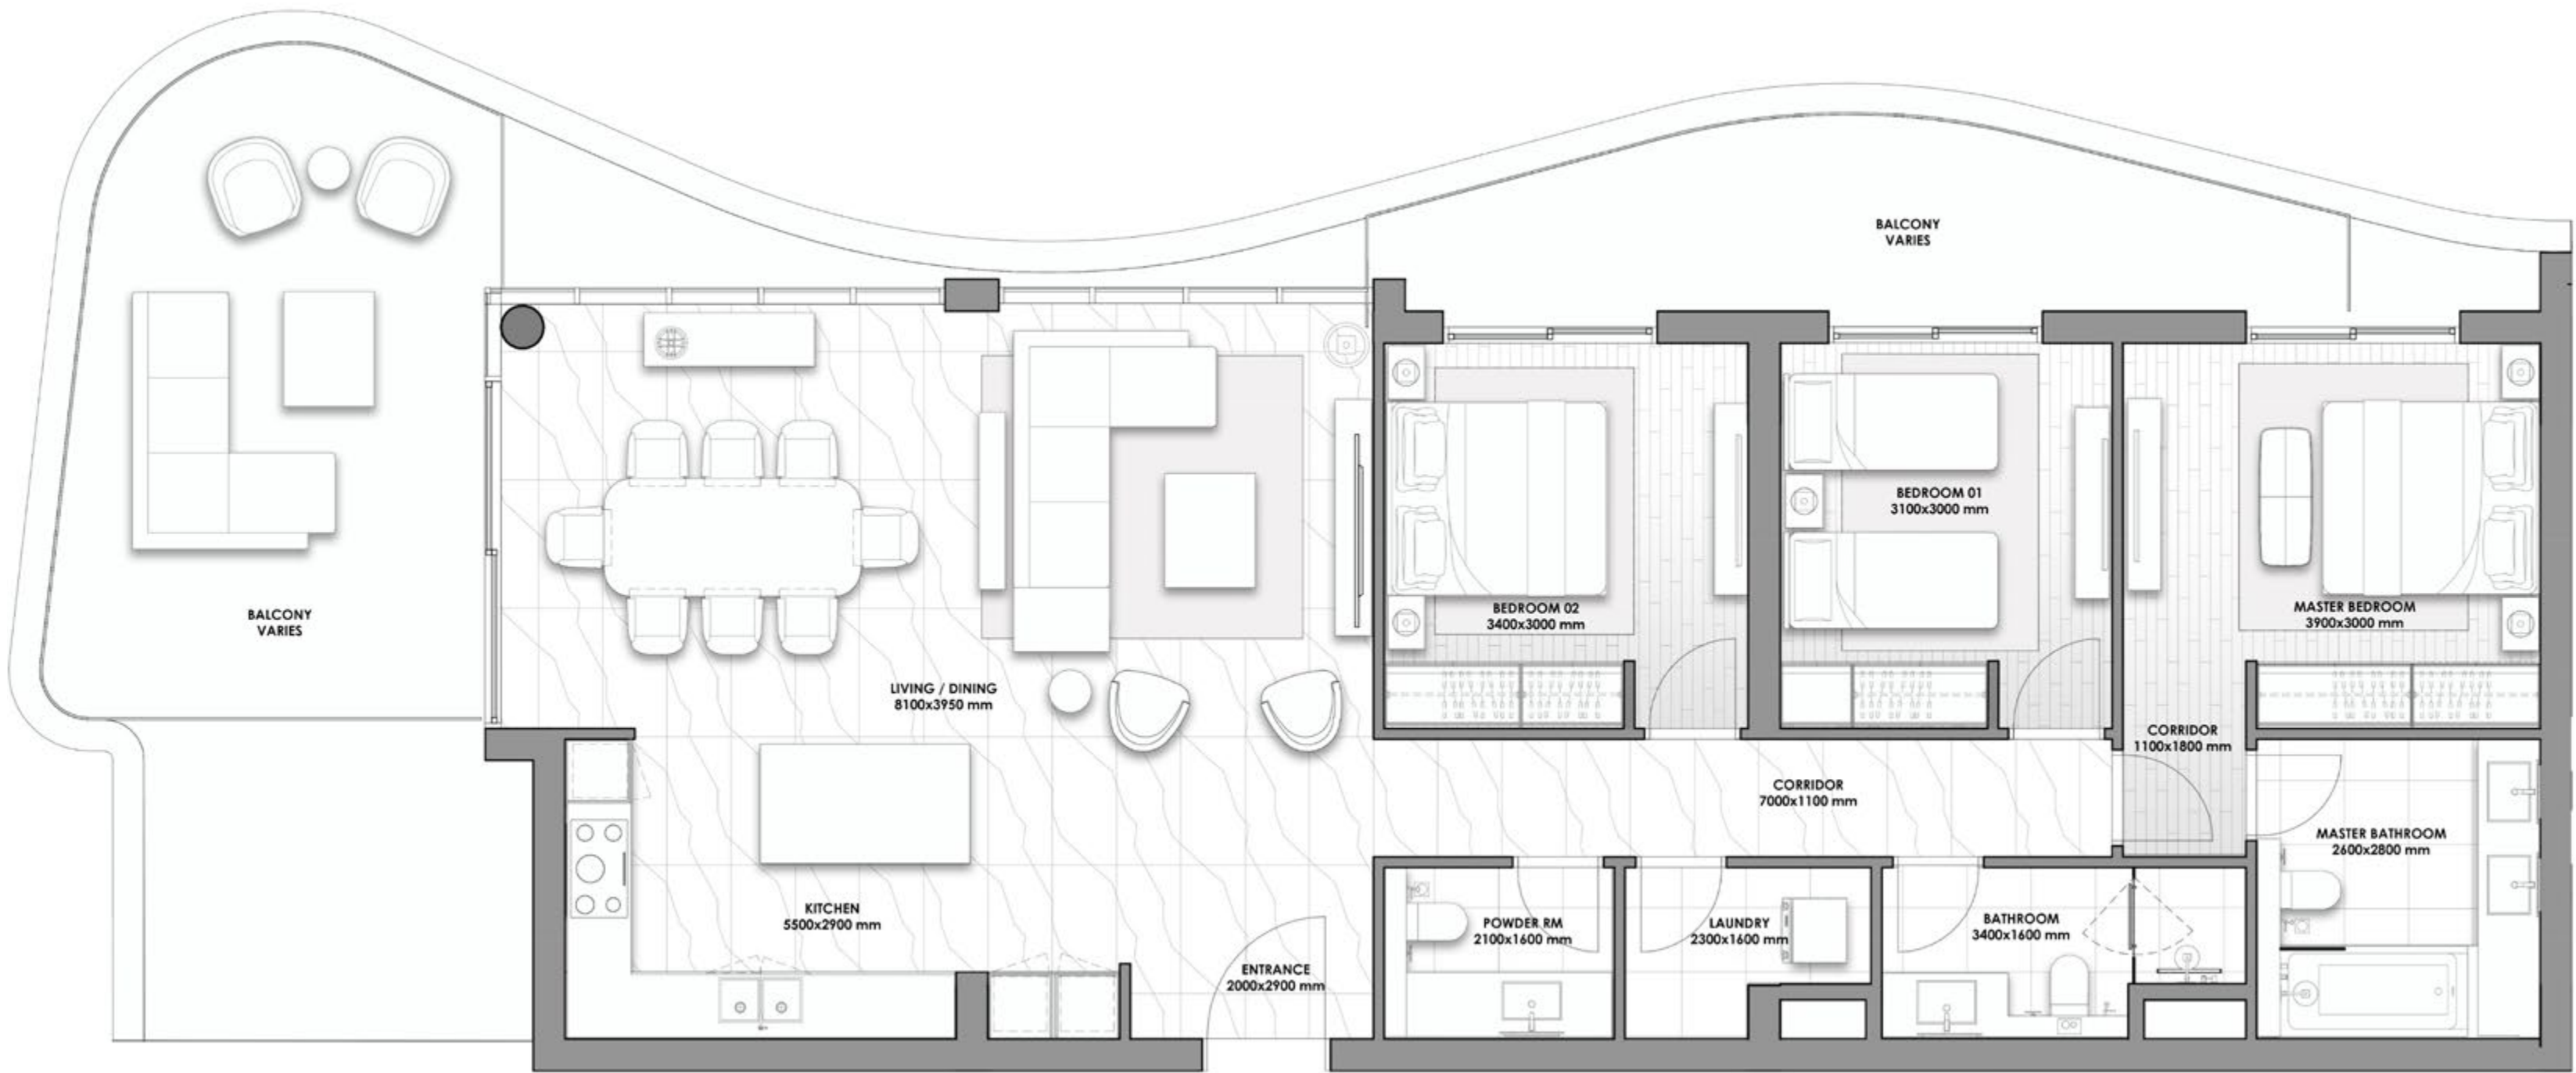 BALCONY
VARIES
BEDROOM 01
3100x3000 mm
BEDROOM 02
3400x3000 mm
MASTER BEDROOM
3900x3000 mm
BALCONY
VARIES
LIVING / DINING
8100x3950 mm
CORRIDOR
1100x1800 mm
CORRIDOR
7000x1100 mm
MASTER BATHROOM
2600x2800 mm
KITCHEN
5500x2900 mm
POWDER RM
2100x1600 mm
LAUNDRY
2300x1600 mm
BATHROOM
3400x1600 mm
ENTRANCE
2000x2900 mm